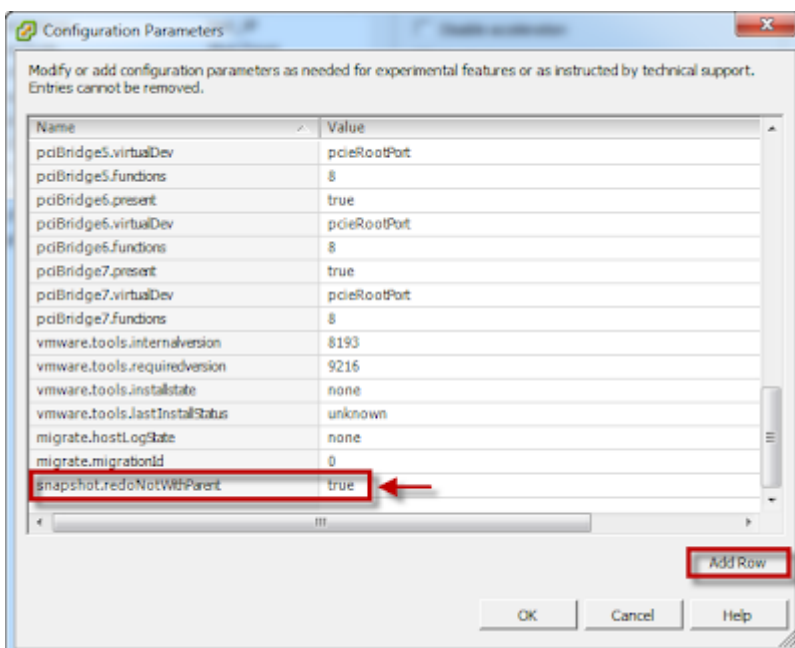 Configuration Parameters
Modify or add configuration parameters as needed for experimental features or as instructed by technical support.
Entries cannot be removed.
Name Value
pciBridge5.virtualDev pcieRootPort
pciBridge5.functions 8
pciBridge6.present true
pciBridge6.virtualDev pcieRootPort
pciBridge6.functions 8
pciBridge7.present true
pciBridge7.virtualDev pcieRootPort
pciBridge7.functions 8
vmware.tools.internalversion 8193
vmware.tools.requiredversion 9216
vmware.tools.installstate none
vmware.tools.lastInstallStatus unknown
migrate.hostLogState none
migrate.migrationId 0
snapshot.redoNotWithParent true
Add Row
OK Cancel Help